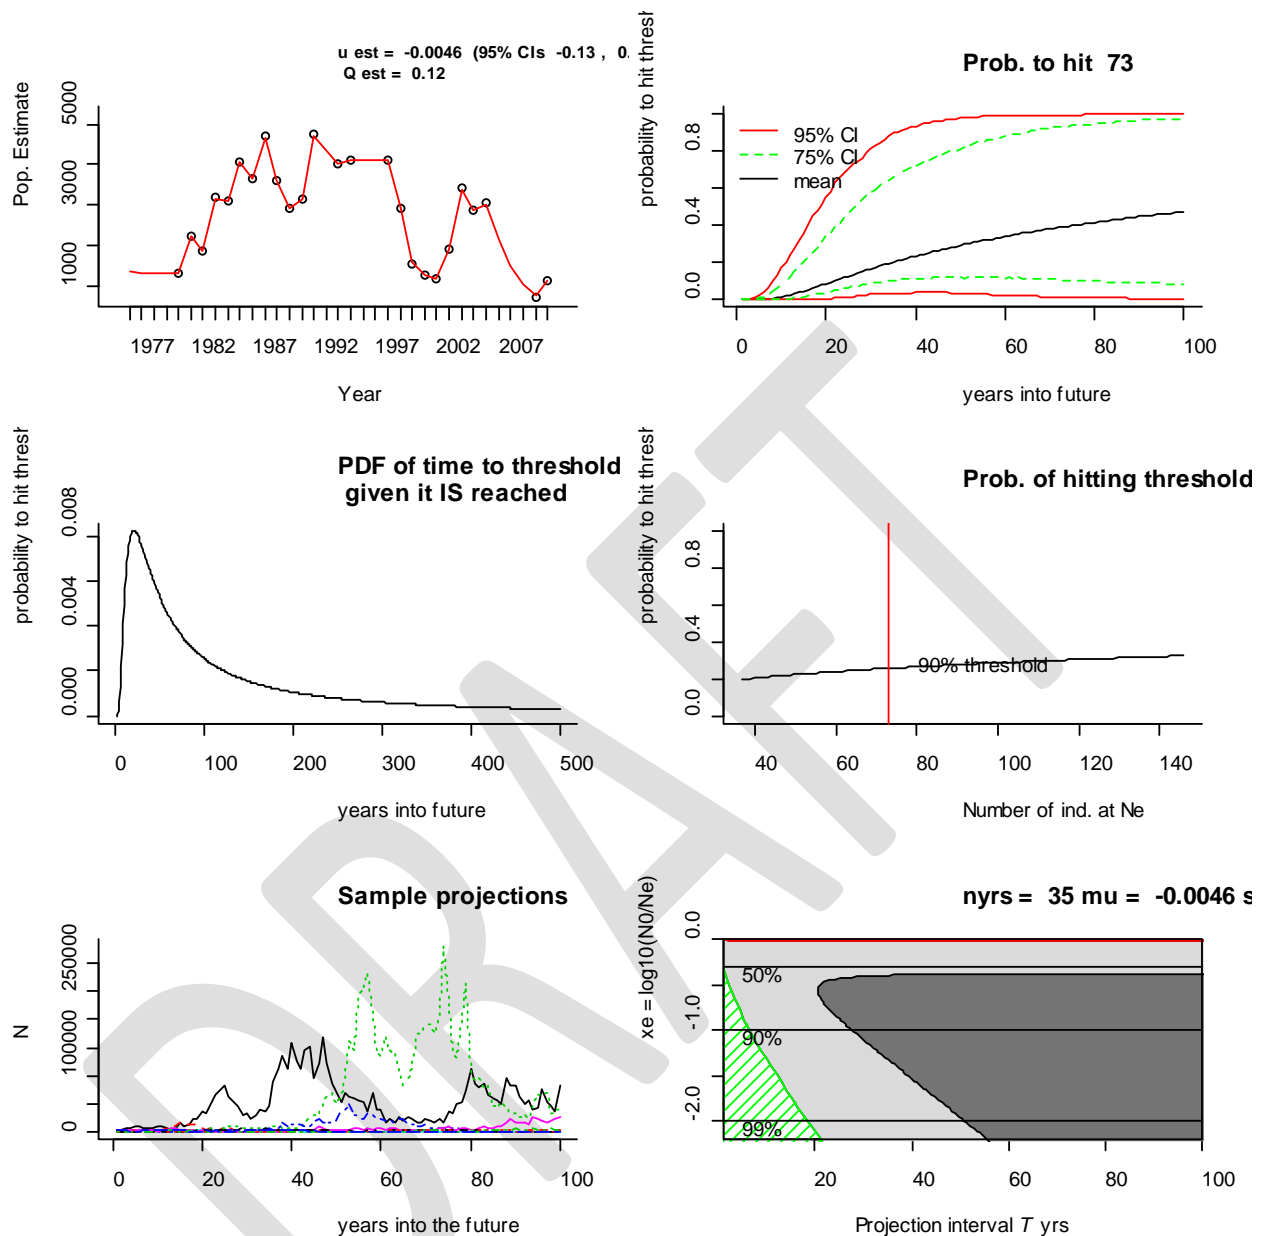 u est = -0.0046 (95% CIs -0.13 , 0.
Q est = 0.12
Pop. Estimate
5000
3000
1000
1977 1982 1987 1992 1997 2002 2007
Year
Prob. to hit 73
probability to hit thresh
0.8
0.4
0.0
95% CI
75% CI
mean
0 20 40 60 80 100
years into future
PDF of time to threshold
given it IS reached
probability to hit thresh
0.008
0.004
0.000
0 100 200 300 400 500
years into future
Prob. of hitting threshold
probability to hit thresh
0.8
0.4
0.0
90% threshold
40 60 80 100 120 140
Number of ind. at Ne
Sample projections
N
250000
100000
0
0 20 40 60 80 100
years into the future
nyrs = 35 mu = -0.0046 s
xe = log10(N0/Ne)
0.0
-1.0
-2.0
50%
90%
99%
20 40 60 80 100
Projection interval T yrs
DRAFT